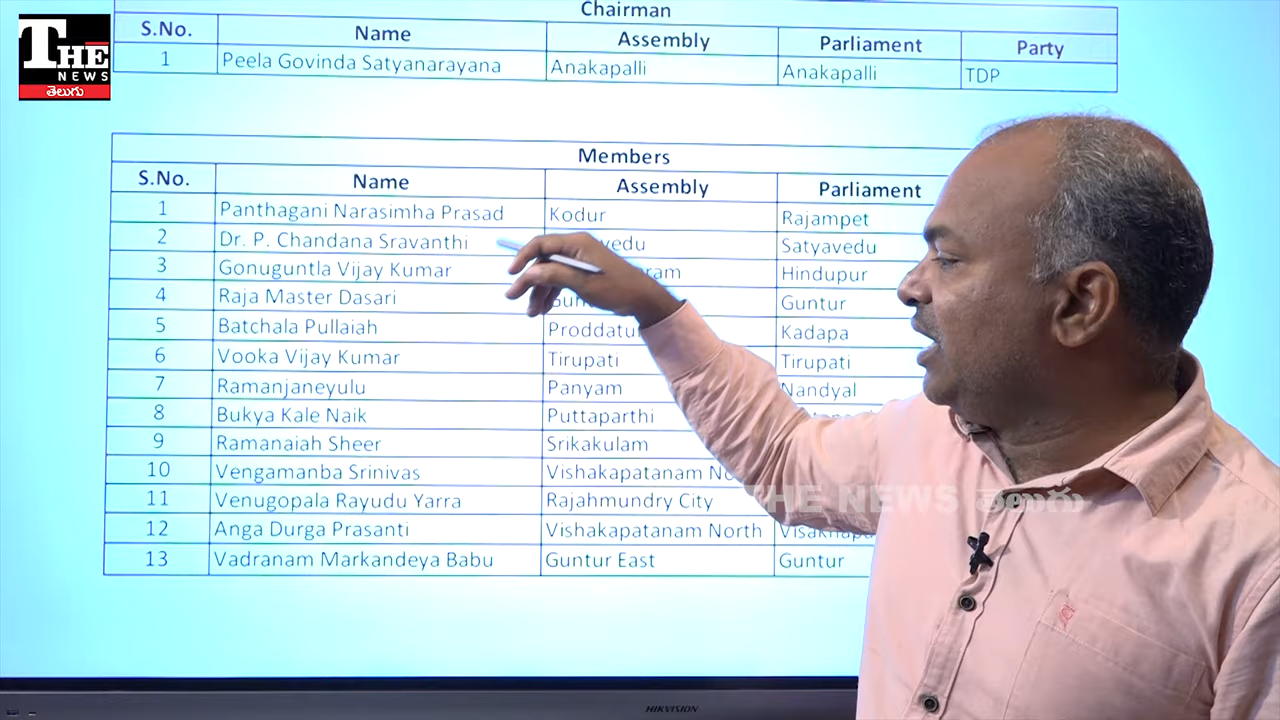 THE
NEWS
తెలుగు
Chairman
S.No. Name Assembly Parliament Party
1 Peela Govinda Satyanarayana Anakapalli Anakapalli TDP
Members
S.No. Name Assembly Parliament
1 Panthagani Narasimha Prasad Kodur Rajampet
2 Dr. P. Chandana Sravanthi Satyavedu
3 Gonuguntla Vijay Kumar Hindupur
4 Raja Master Dasari Guntur
5 Batchala Pullaiah Proddatur Kadapa
6 Vooka Vijay Kumar Tirupati Tirupati
7 Ramanjaneyulu Panyam Nandyal
8 Bukya Kale Naik Puttaparthi
9 Ramanaiah Sheer Srikakulam
10 Vengamanba Srinivas Vishakapatanam
11 Venugopala Rayudu Yarra Rajahmundry City
12 Anga Durga Prasanti Vishakapatanam North
13 Vadranam Markandeya Babu Guntur East Guntur
THE NEWS తెలుగు
HIKVISION